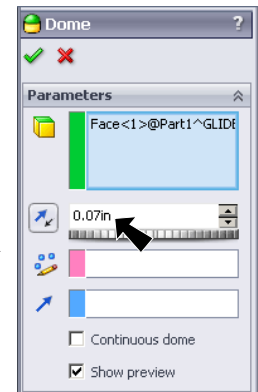 Dome ?
Parameters
Face<1>@Part1^GLIDE
0.07in
Continuous dome
Show preview